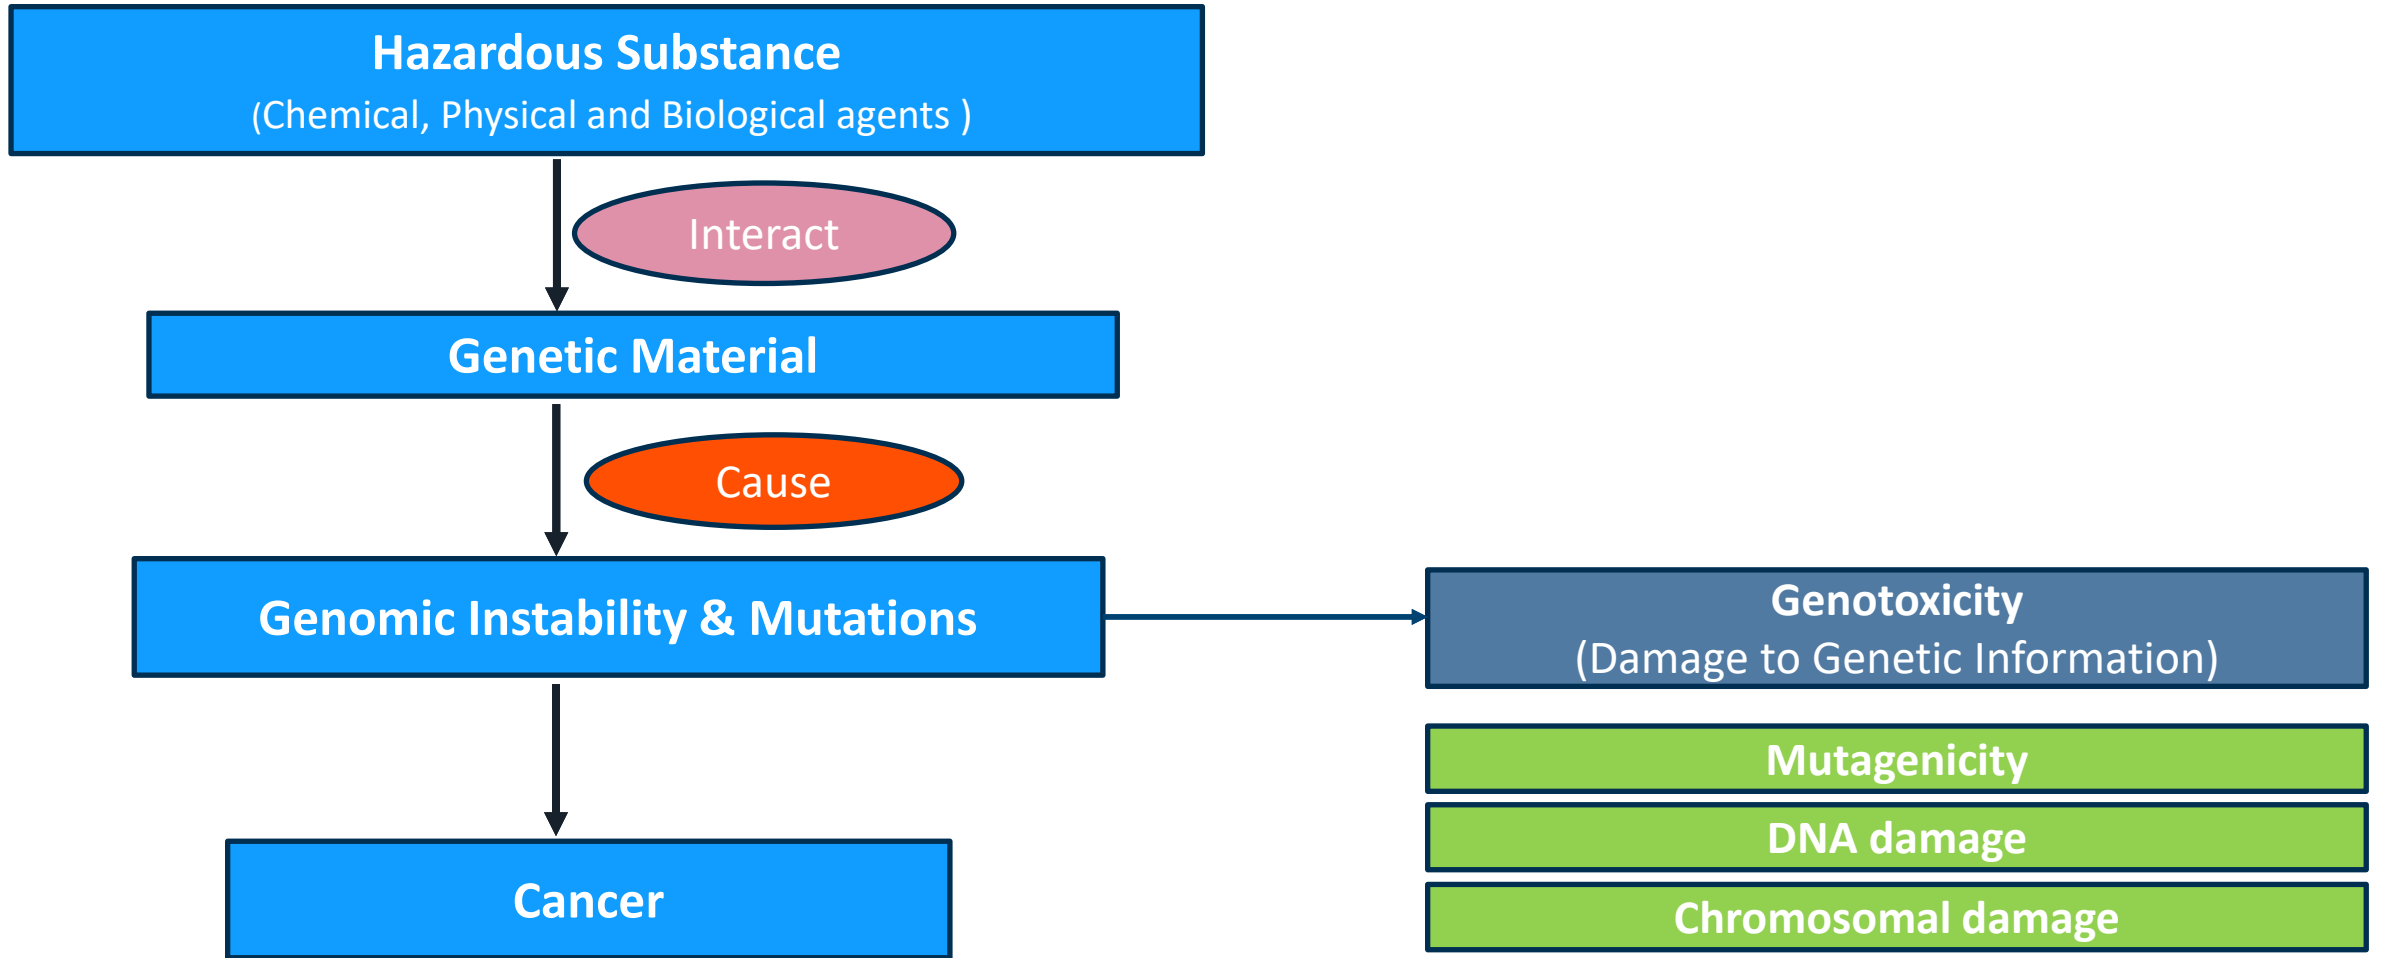 Hazardous Substance
(Chemical, Physical and Biological agents )
Interact
Genetic Material
Cause
Genomic Instability & Mutations
Genotoxicity
(Damage to Genetic Information)
Mutagenicity
DNA damage
Chromosomal damage
Cancer